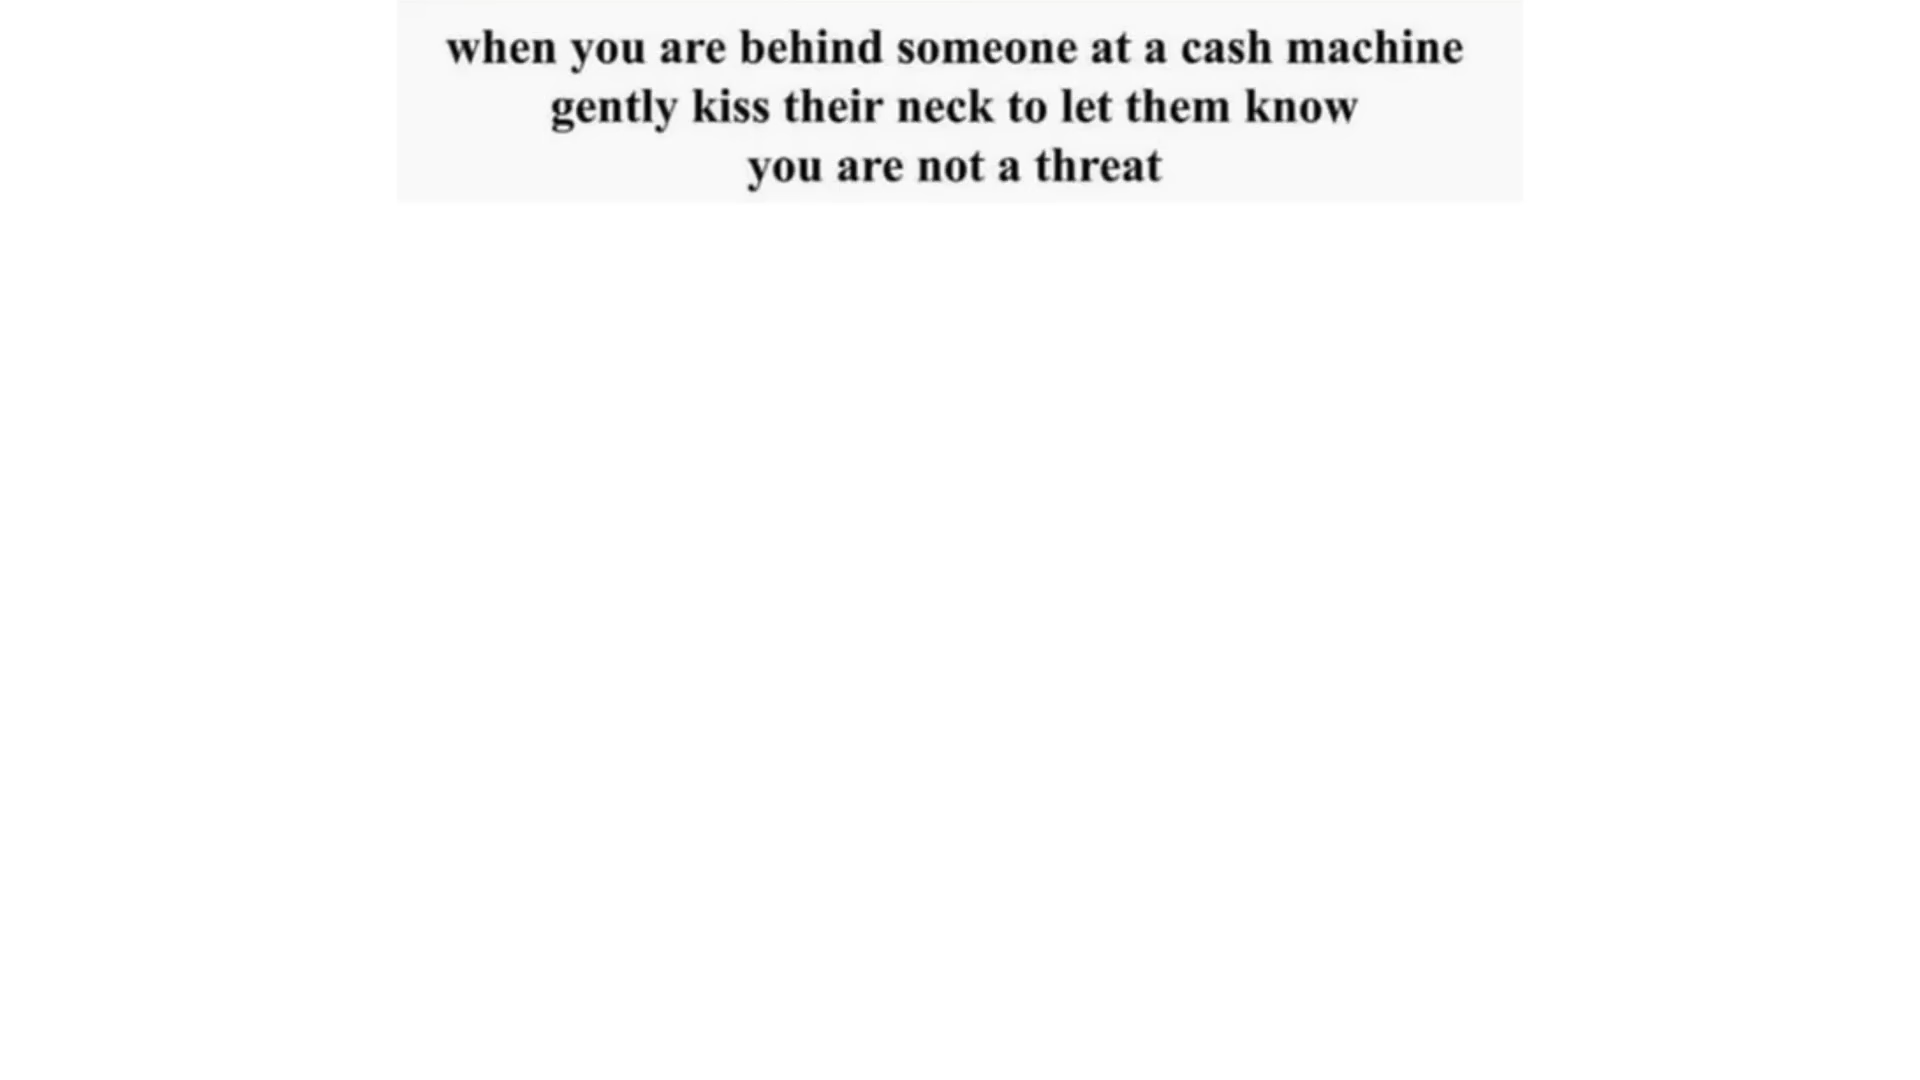 when you are behind someone at a cash machine
gently kiss their neck to let them know
you are not a threat